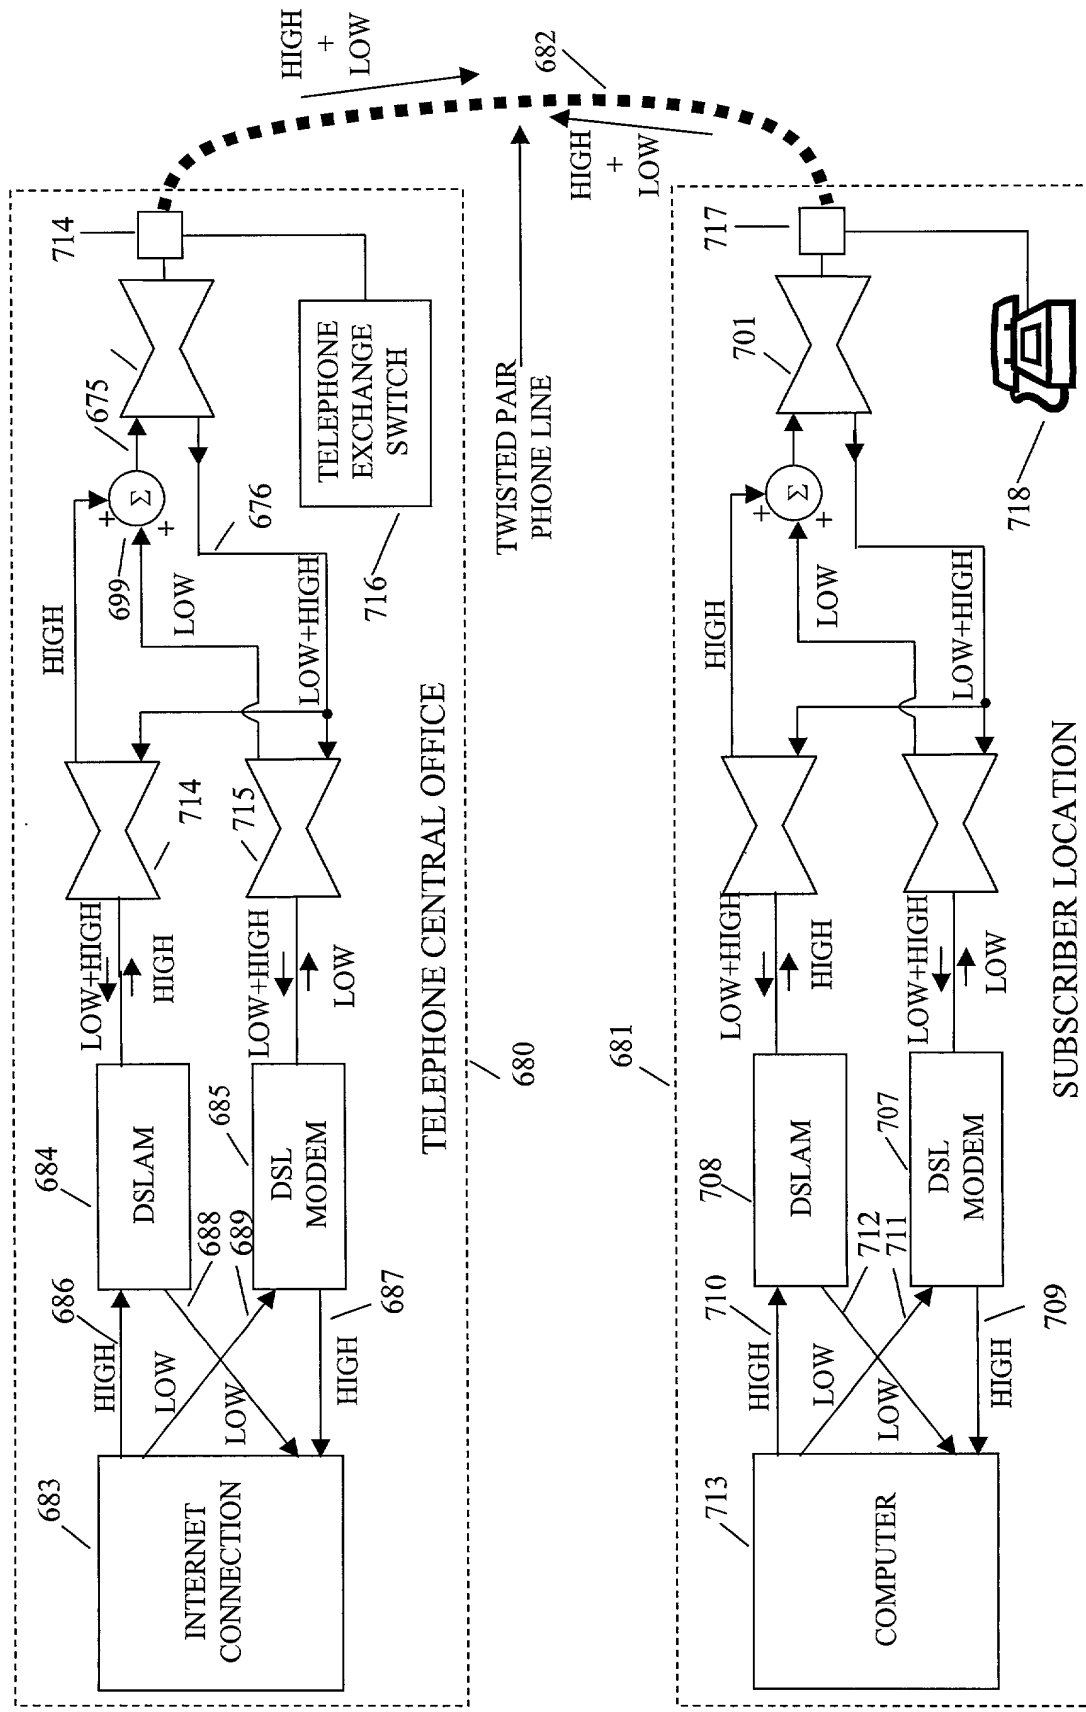 HIGH
+
LOW
682
HIGH
+
LOW
TWISTED PAIR
PHONE LINE
714
675
Σ
+
+
699
HIGH
LOW
676
LOW+HIGH
TELEPHONE
EXCHANGE
SWITCH
716
714
715
LOW+HIGH
HIGH
LOW+HIGH
LOW
TELEPHONE CENTRAL OFFICE
680
684
DSLAM
685
DSL
MODEM
686
688
689
687
HIGH
LOW
LOW
HIGH
683
INTERNET
CONNECTION
717
701
Σ
+
+
718
HIGH
LOW
LOW+HIGH
LOW+HIGH
HIGH
LOW+HIGH
LOW
SUBSCRIBER LOCATION
681
708
DSLAM
707
DSL
MODEM
710
712
711
709
HIGH
LOW
LOW
HIGH
713
COMPUTER